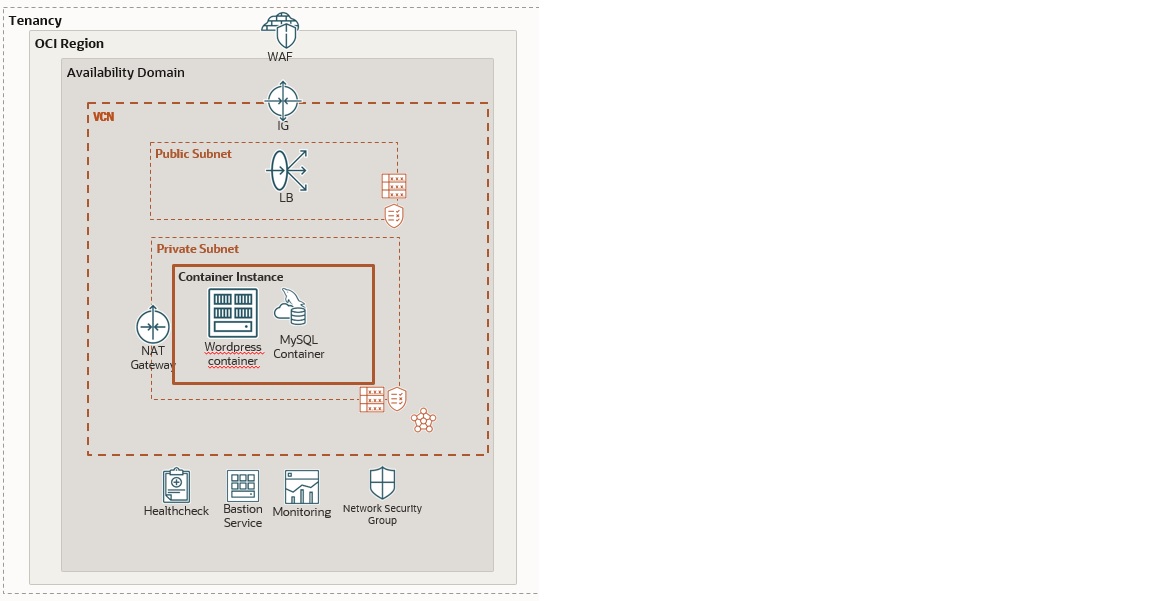 Tenancy
WAF
OCI Region
Availability Domain
IG
VCN
Public Subnet
LB
Private Subnet
Container Instance
NAT
Gateway
Wordpress
container
MySQL
Container
Healthcheck
Bastion
Service
Monitoring
Network Security
Group